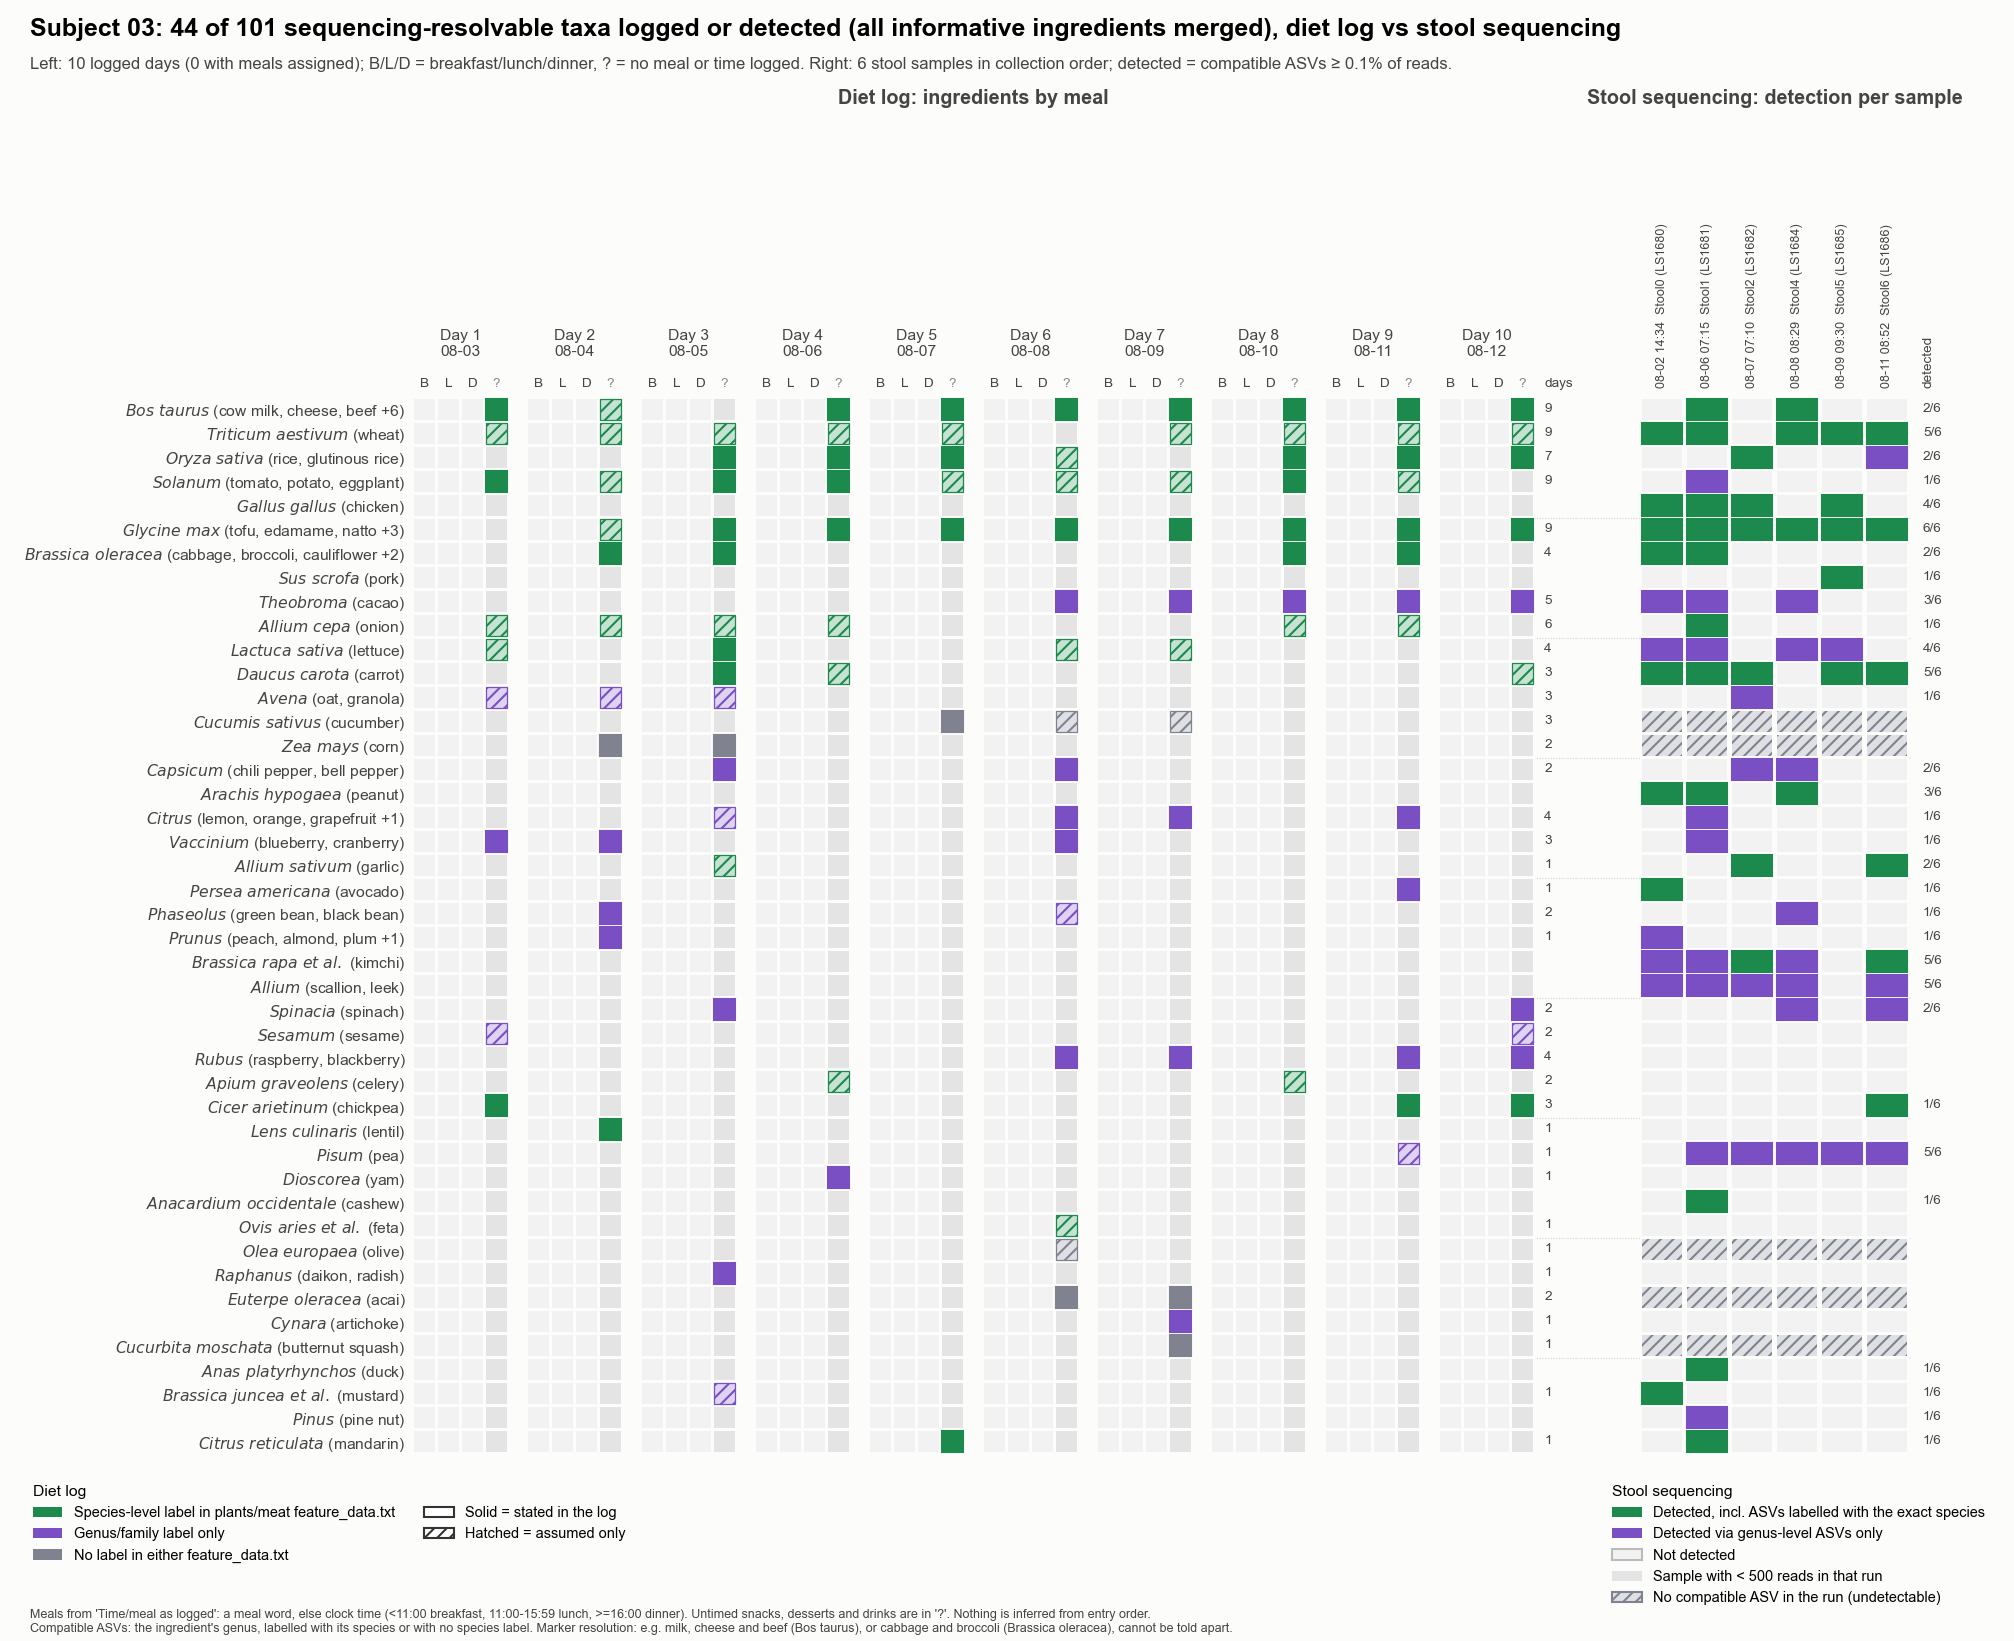 Subject 03: 44 of 101 sequencing-resolvable taxa logged or detected (all informative ingredients merged), diet log vs stool sequencing
Left: 10 logged days (0 with meals assigned); B/L/D = breakfast/lunch/dinner, ? = no meal or time logged. Right: 6 stool samples in collection order; detected = compatible ASVs ≥ 0.1% of reads.
Diet log: ingredients by meal
Stool sequencing: detection per sample
08-02 14:34 Stool0 (LS1680)
08-06 07:15 Stool1 (LS1681)
08-07 07:10 Stool2 (LS1682)
08-08 08:29 Stool4 (LS1684)
08-09 09:30 Stool5 (LS1685)
08-11 08:52 Stool6 (LS1686)
detected
Day 1 Day 2 Day 3 Day 4 Day 5 Day 6 Day 7 Day 8 Day 9 Day 10
08-03 08-04 08-05 08-06 08-07 08-08 08-09 08-10 08-11 08-12
B L D ? B L D ? B L D ? B L D ? B L D ? B L D ? B L D ? B L D ? B L D ? B L D ? days
Bos taurus (cow milk, cheese, beef +6) 9 2/6
Triticum aestivum (wheat) 9 5/6
Oryza sativa (rice, glutinous rice) 7 2/6
Solanum (tomato, potato, eggplant) 9 1/6
Gallus gallus (chicken) 4/6
Glycine max (tofu, edamame, natto +3) 9 6/6
Brassica oleracea (cabbage, broccoli, cauliflower +2) 4 2/6
Sus scrofa (pork) 1/6
Theobroma (cacao) 5 3/6
Allium cepa (onion) 6 1/6
Lactuca sativa (lettuce) 4 4/6
Daucus carota (carrot) 3 5/6
Avena (oat, granola) 3 1/6
Cucumis sativus (cucumber) 3
Zea mays (corn) 2
Capsicum (chili pepper, bell pepper) 2 2/6
Arachis hypogaea (peanut) 3/6
Citrus (lemon, orange, grapefruit +1) 4 1/6
Vaccinium (blueberry, cranberry) 3 1/6
Allium sativum (garlic) 1 2/6
Persea americana (avocado) 1 1/6
Phaseolus (green bean, black bean) 2 1/6
Prunus (peach, almond, plum +1) 1 1/6
Brassica rapa et al. (kimchi) 5/6
Allium (scallion, leek) 5/6
Spinacia (spinach) 2 2/6
Sesamum (sesame) 2
Rubus (raspberry, blackberry) 4
Apium graveolens (celery) 2
Cicer arietinum (chickpea) 3 1/6
Lens culinaris (lentil) 1
Pisum (pea) 1 5/6
Dioscorea (yam) 1
Anacardium occidentale (cashew) 1/6
Ovis aries et al. (feta) 1
Olea europaea (olive) 1
Raphanus (daikon, radish) 1
Euterpe oleracea (acai) 2
Cynara (artichoke) 1
Cucurbita moschata (butternut squash) 1
Anas platyrhynchos (duck) 1/6
Brassica juncea et al. (mustard) 1 1/6
Pinus (pine nut) 1/6
Citrus reticulata (mandarin) 1 1/6
Diet log
Species-level label in plants/meat feature_data.txt
Genus/family label only
No label in either feature_data.txt
Solid = stated in the log
Hatched = assumed only
Stool sequencing
Detected, incl. ASVs labelled with the exact species
Detected via genus-level ASVs only
Not detected
Sample with < 500 reads in that run
No compatible ASV in the run (undetectable)
Meals from 'Time/meal as logged': a meal word, else clock time (<11:00 breakfast, 11:00-15:59 lunch, >=16:00 dinner). Untimed snacks, desserts and drinks are in '?'. Nothing is inferred from entry order.
Compatible ASVs: the ingredient's genus, labelled with its species or with no species label. Marker resolution: e.g. milk, cheese and beef (Bos taurus), or cabbage and broccoli (Brassica oleracea), cannot be told apart.